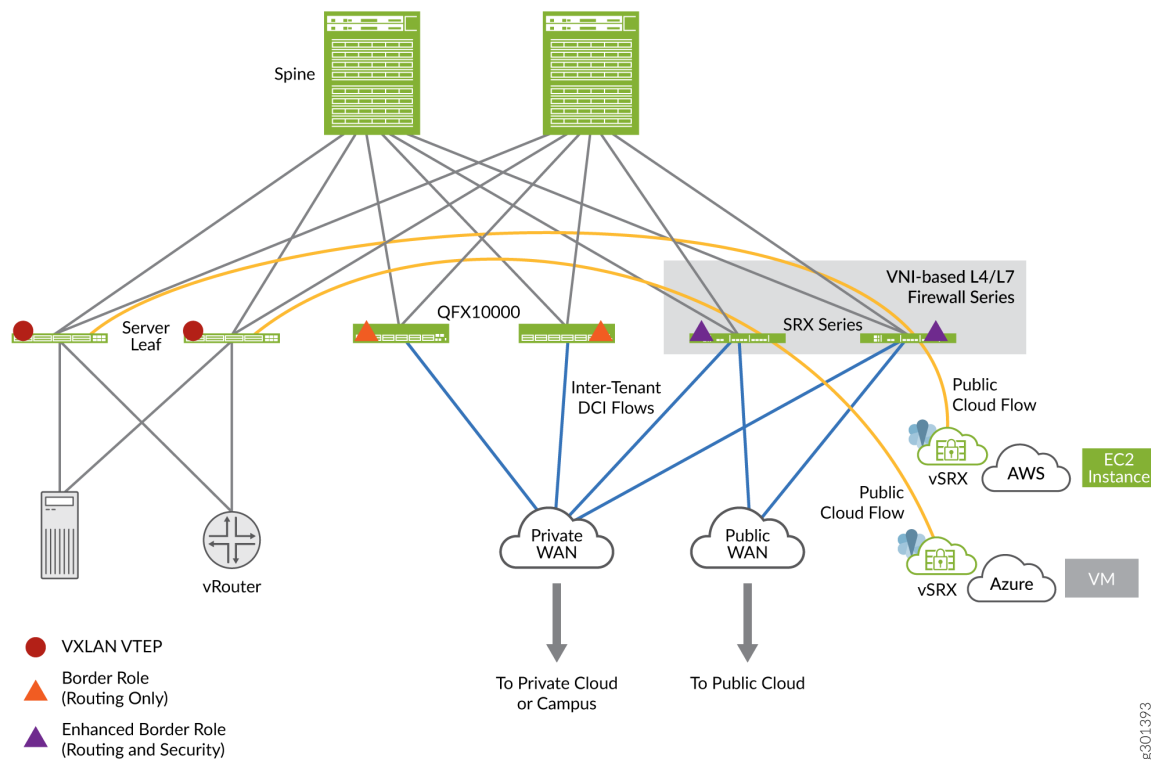 Spine
VNI-based L4/L7
Firewall Series
QFX10000
SRX Series
Server
Leaf
Inter-Tenant
DCI Flows
Public
Cloud Flow
vSRX
AWS
EC2
Instance
Public
Cloud Flow
Private
WAN
Public
WAN
vSRX
Azure
VM
vRouter
VXLAN VTEP
Border Role
(Routing Only)
Enhanced Border Role
(Routing and Security)
To Private Cloud
or Campus
To Public Cloud
g301393